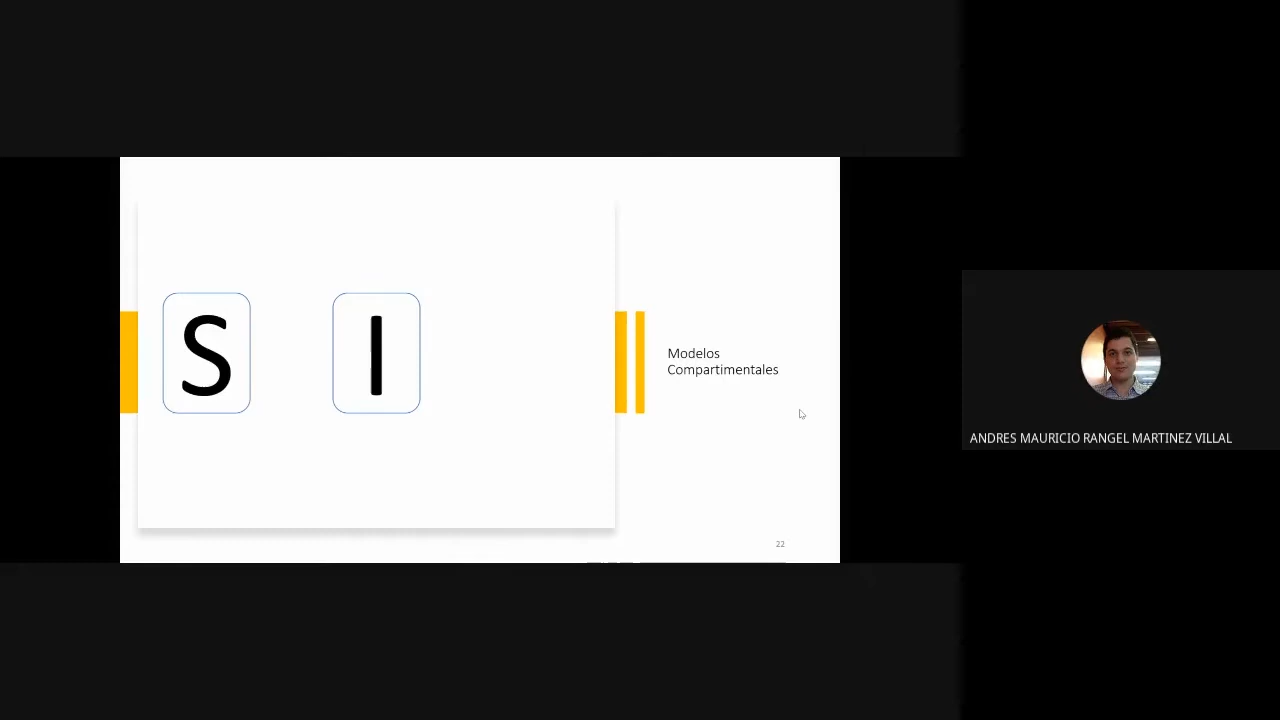 S
I
Modelos
Compartimentales
22
ANDRES MAURICIO RANGEL MARTINEZ VILLAL